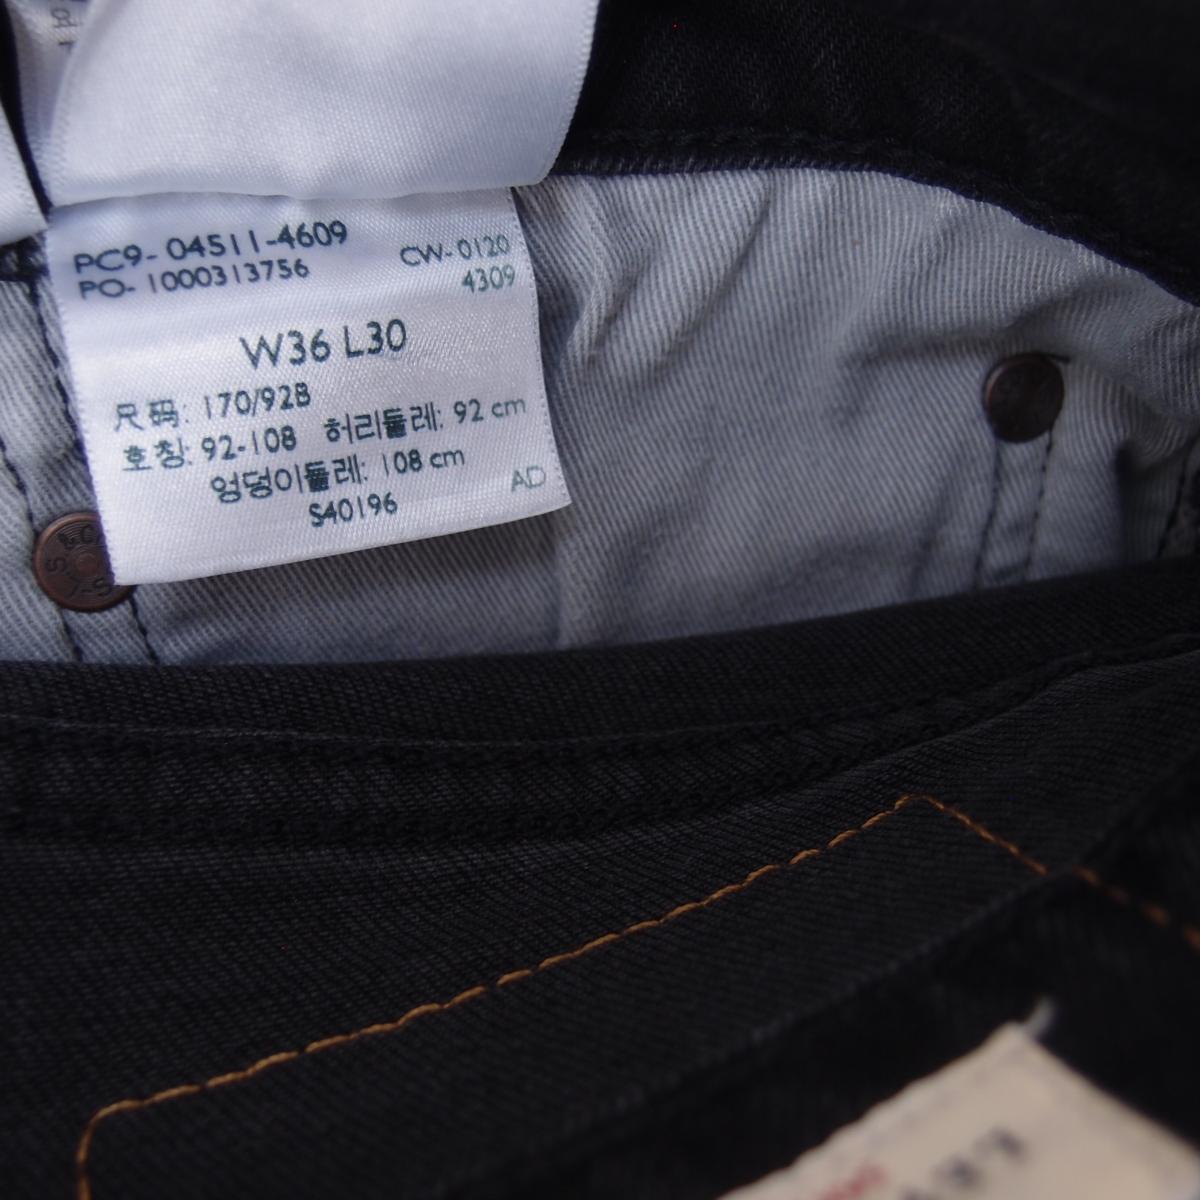 PC9- 04511-4609
PO- 1000313756
CW- 0120
4309
W36 L30
尺码: 170/92B
호칭: 92-108 허리둘레: 92 cm
엉덩이둘레: 108 cm
S40196
AD